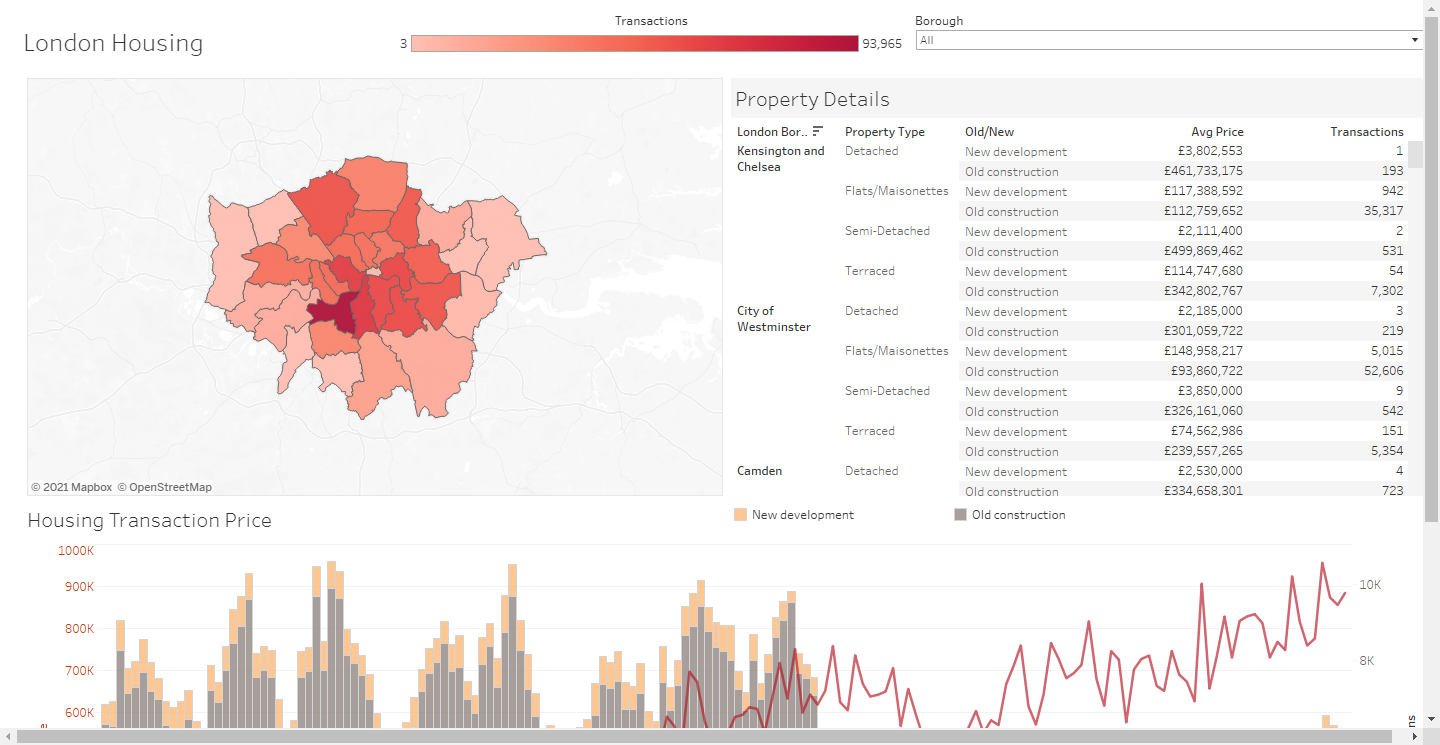 London Housing
Transactions
3
93,965
Borough
All
© 2021 Mapbox © OpenStreetMap
Property Details
London Bor.. Property Type Old/New Avg Price Transactions
Kensington and Chelsea Detached New development £3,802,553 1
Old construction £461,733,175 193
Flats/Maisonettes New development £117,388,592 942
Old construction £112,759,652 35,317
Semi-Detached New development £2,111,400 2
Old construction £499,869,462 531
Terraced New development £114,747,680 54
Old construction £342,802,767 7,302
City of Westminster Detached New development £2,185,000 3
Old construction £301,059,722 219
Flats/Maisonettes New development £148,958,217 5,015
Old construction £93,860,722 52,606
Semi-Detached New development £3,850,000 9
Old construction £326,161,060 542
Terraced New development £74,562,986 151
Old construction £239,557,265 5,354
Camden Detached New development £2,530,000 4
Old construction £334,658,301 723
Housing Transaction Price
New development
Old construction
1000K
900K
800K
700K
600K
10K
8K